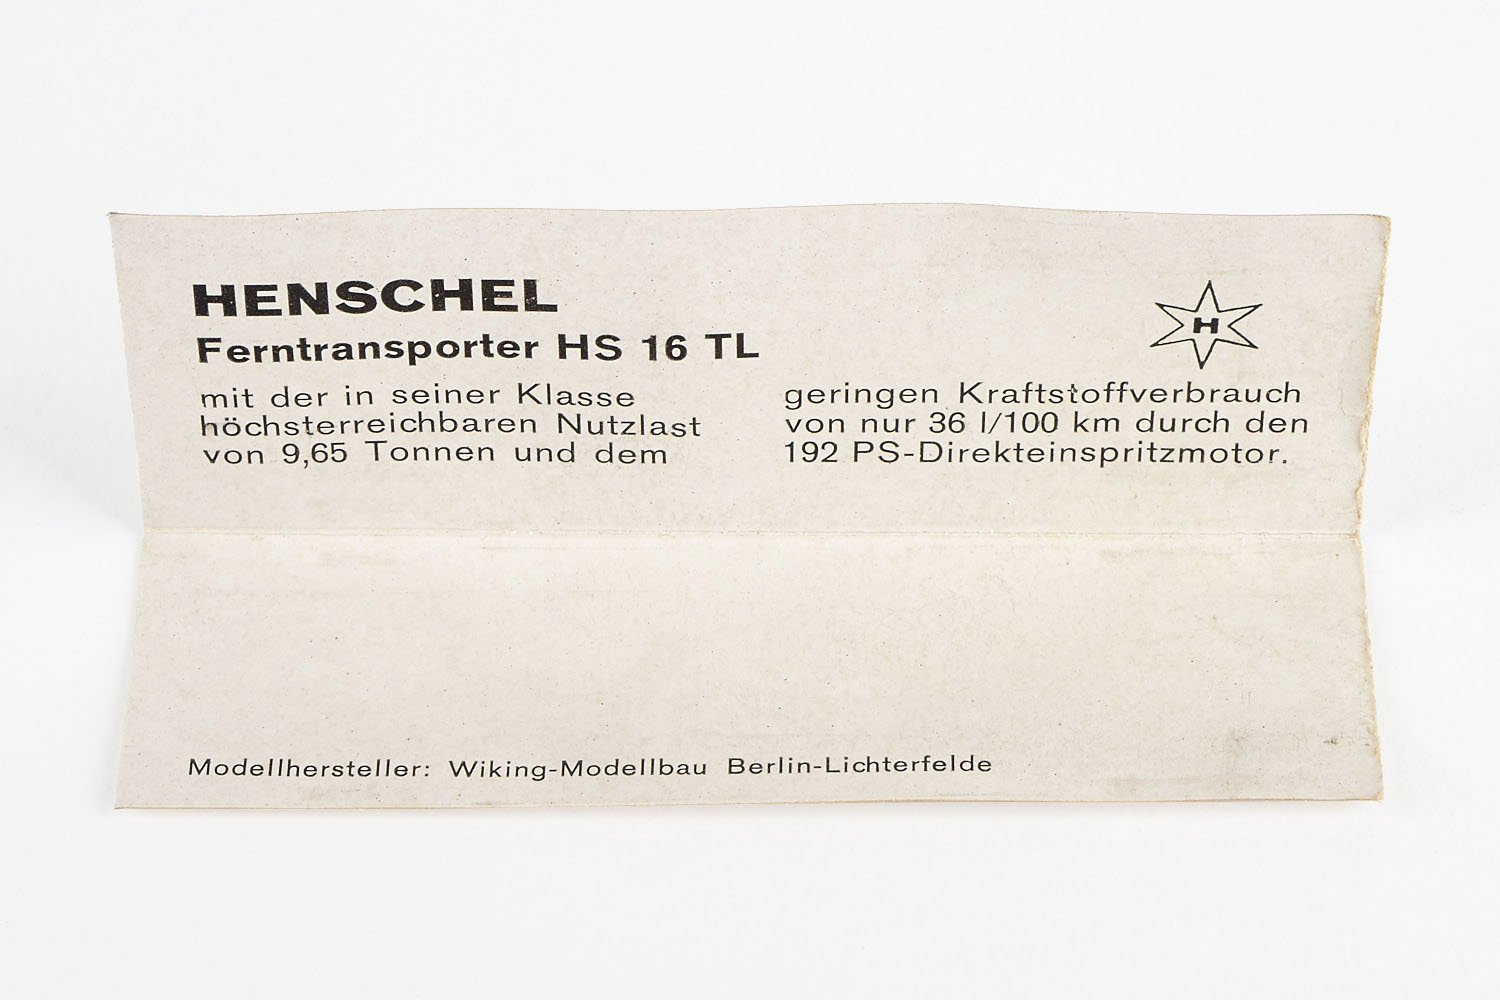 HENSCHEL
Ferntransporter HS 16 TL
mit der in seiner Klasse
höchsterreichbaren Nutzlast
von 9,65 Tonnen und dem
H
geringen Kraftstoffverbrauch
von nur 36 l/100 km durch den
192 PS-Direkteinspritzmotor.
Modellhersteller: Wiking-Modellbau Berlin-Lichterfelde